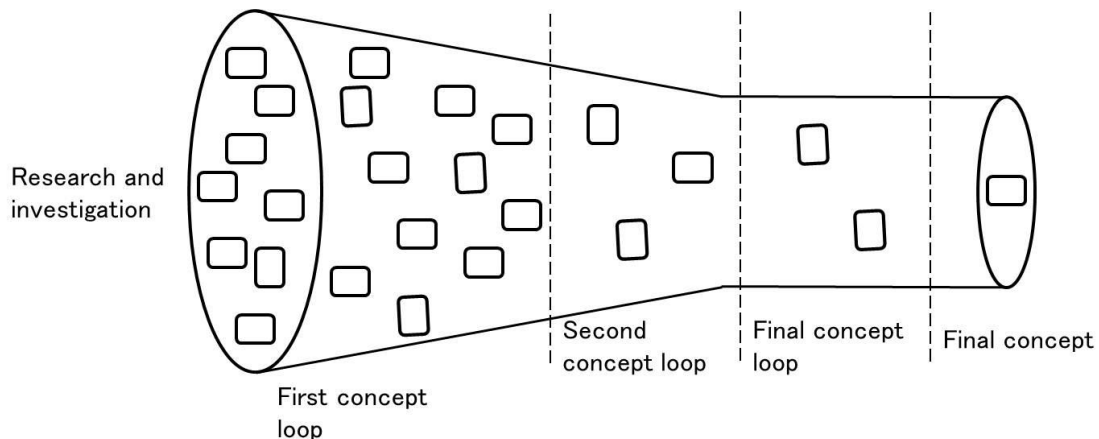 Research and
investigation
First concept
loop
Second
concept loop
Final concept
loop
Final concept